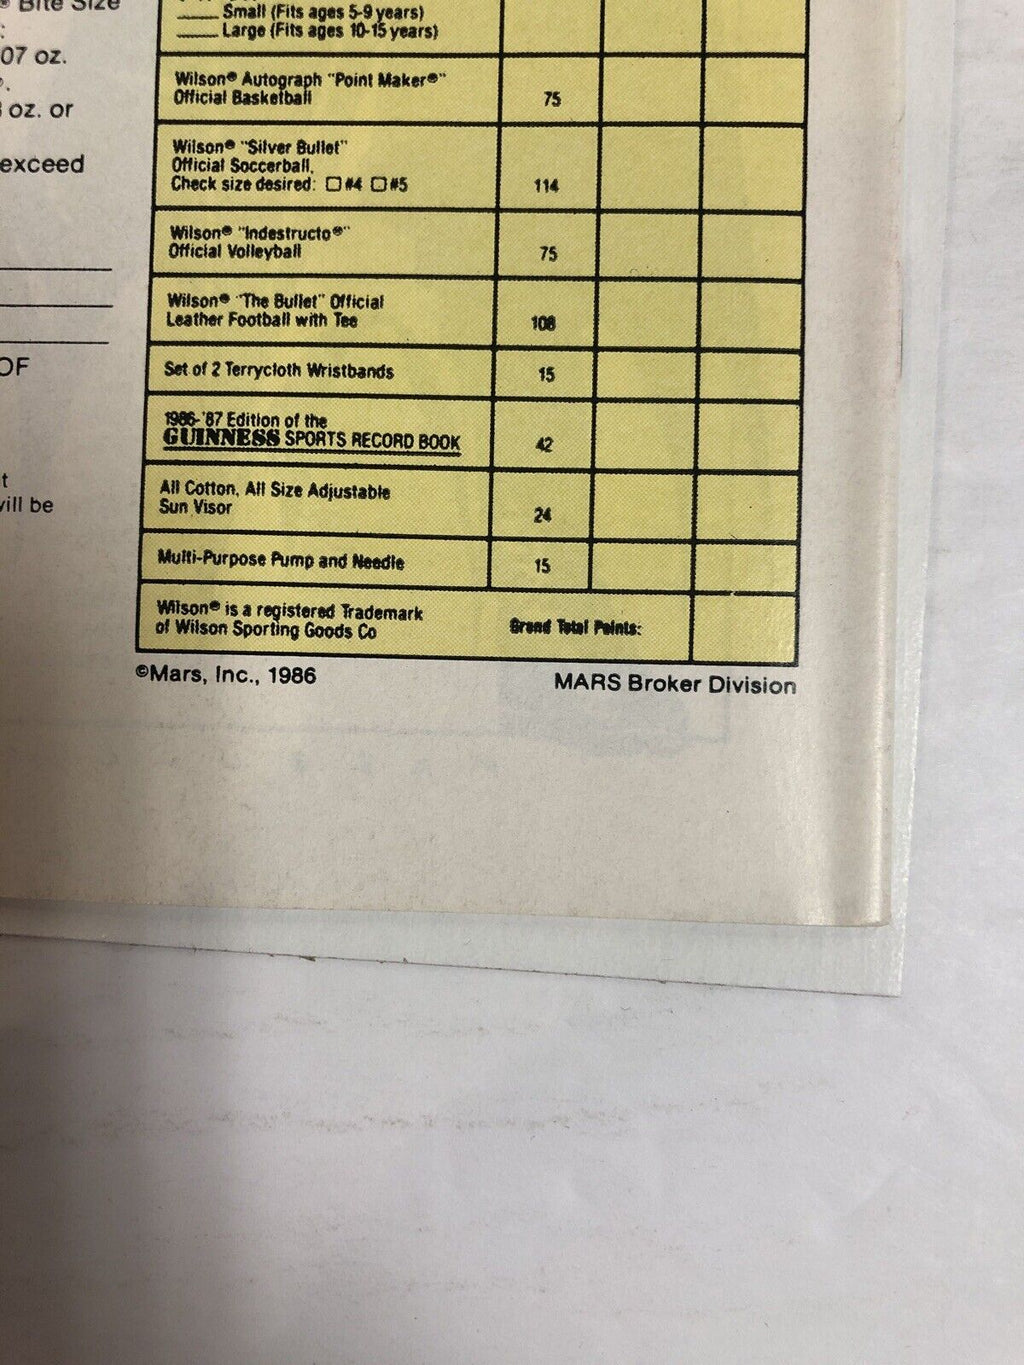 ® Bite Size
:
07 oz.
®.
oz. or
exceed
OF
t
will be
Small (Fits ages 5-9 years)
Large (Fits ages 10-15 years)
Wilson® Autograph "Point Maker®"
Official Basketball 75
Wilson® "Silver Bullet"
Official Soccerball.
Check size desired: ☐ #4 ☐ #5 114
Wilson® "Indestructo®"
Official Volleyball 75
Wilson® "The Bullet" Official
Leather Football with Tee 108
Set of 2 Terrycloth Wristbands 15
1986-'87 Edition of the
GUINNESS SPORTS RECORD BOOK 42
All Cotton, All Size Adjustable
Sun Visor 24
Multi-Purpose Pump and Needle 15
Wilson® is a registered Trademark
of Wilson Sporting Goods Co Grand Total Points:
©Mars, Inc., 1986 MARS Broker Division